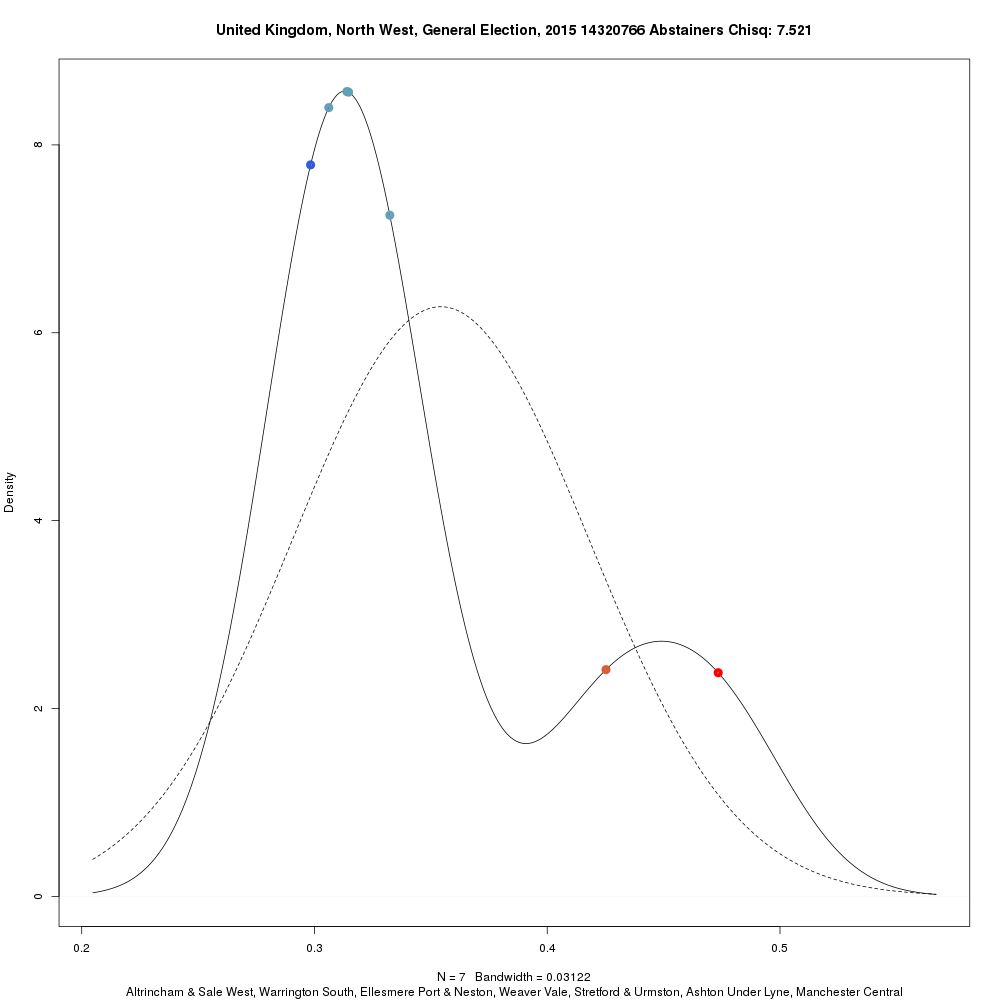 United Kingdom, North West, General Election, 2015 14320766 Abstainers Chisq: 7.521
Density
8
6
4
2
0
0.2 0.3 0.4 0.5
N = 7 Bandwidth = 0.03122
Altrincham & Sale West, Warrington South, Ellesmere Port & Neston, Weaver Vale, Stretford & Urmston, Ashton Under Lyne, Manchester Central